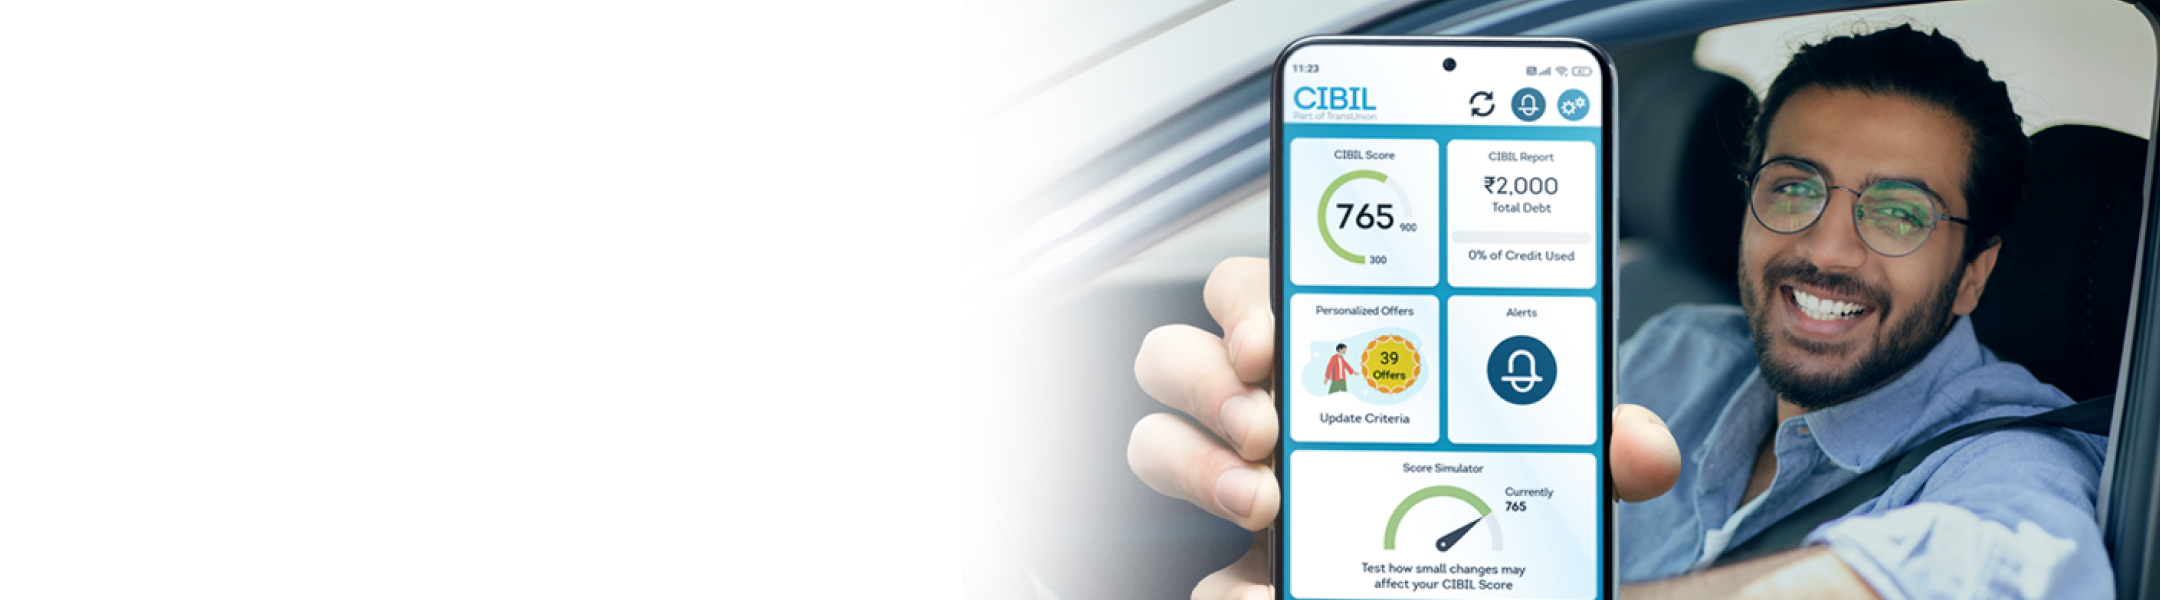 11:23
CIBIL
Part of TransUnion
CIBIL Score
765
900
300
CIBIL Report
₹2,000
Total Debt
0% of Credit Used
Personalized Offers
39
Offers
Update Criteria
Alerts
Score Simulator
Currently
765
Test how small changes may
affect your CIBIL Score